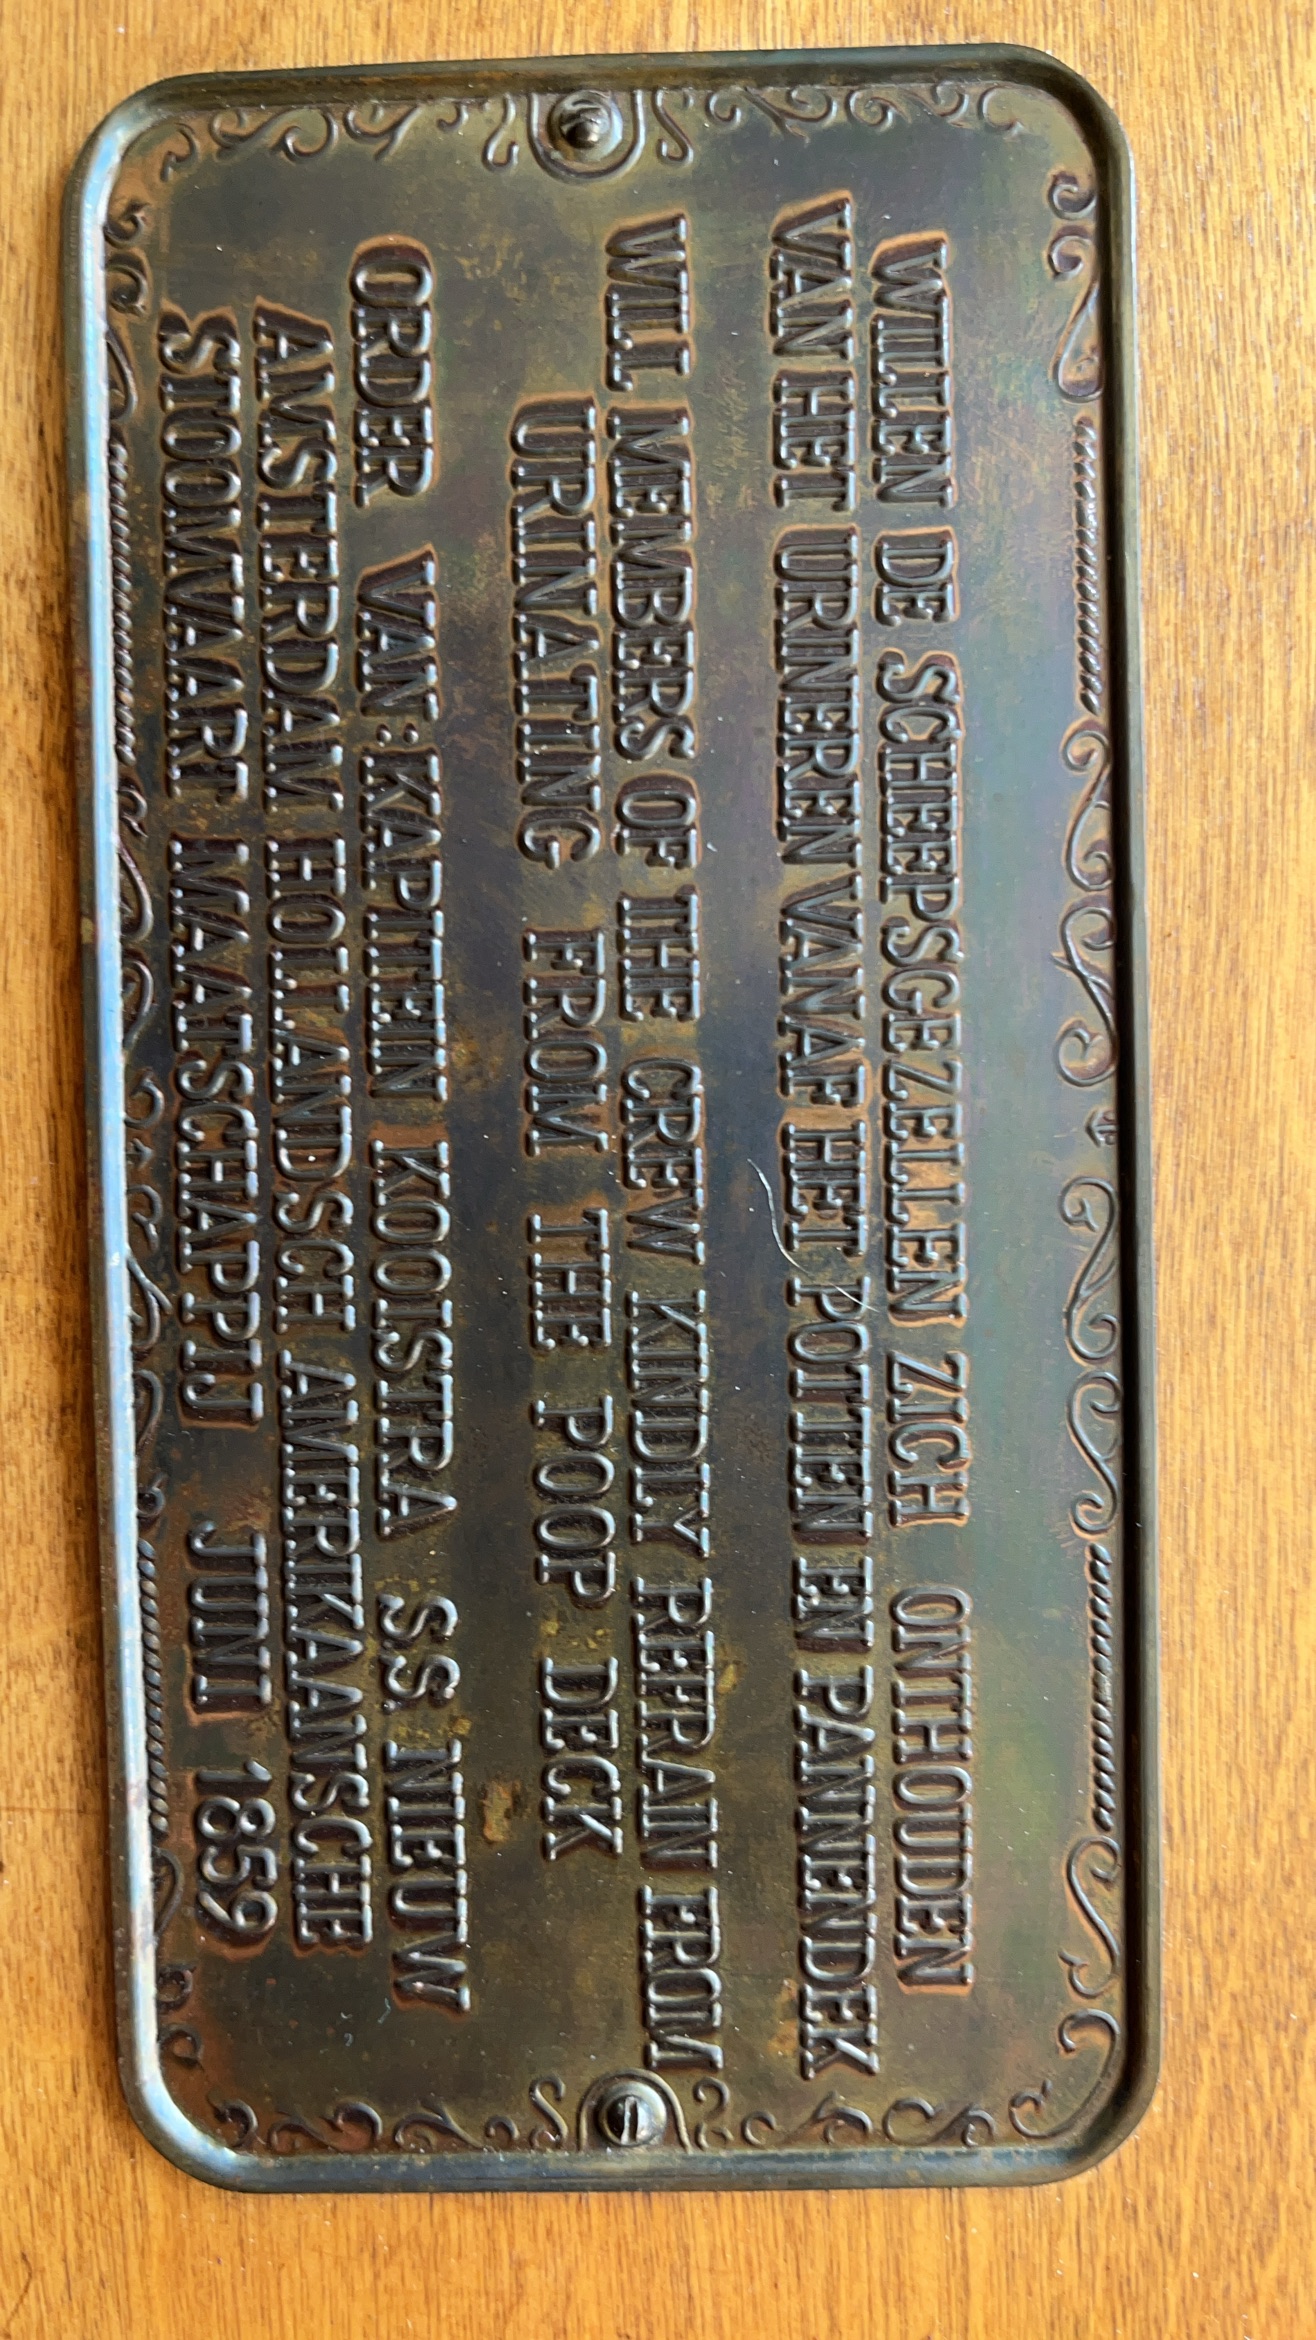 WILLEN DE SCHEEPSGEZELLEN ZICH ONTHOUDEN
VAN HET URINEREN VANAF HET POTTEN EN PANNENDEK
WILL MEMBERS OF THE CREW KINDLY REFRAIN FROM
URINATING FROM THE POOP DECK
ORDER VAN:KAPITEIN KOOISTRA S.S. NIEUW
AMSTERDAM HOLLANDSCH AMERIKAANSCHE
STOOMVAART MAATSCHAPPIJ JUNI 1859